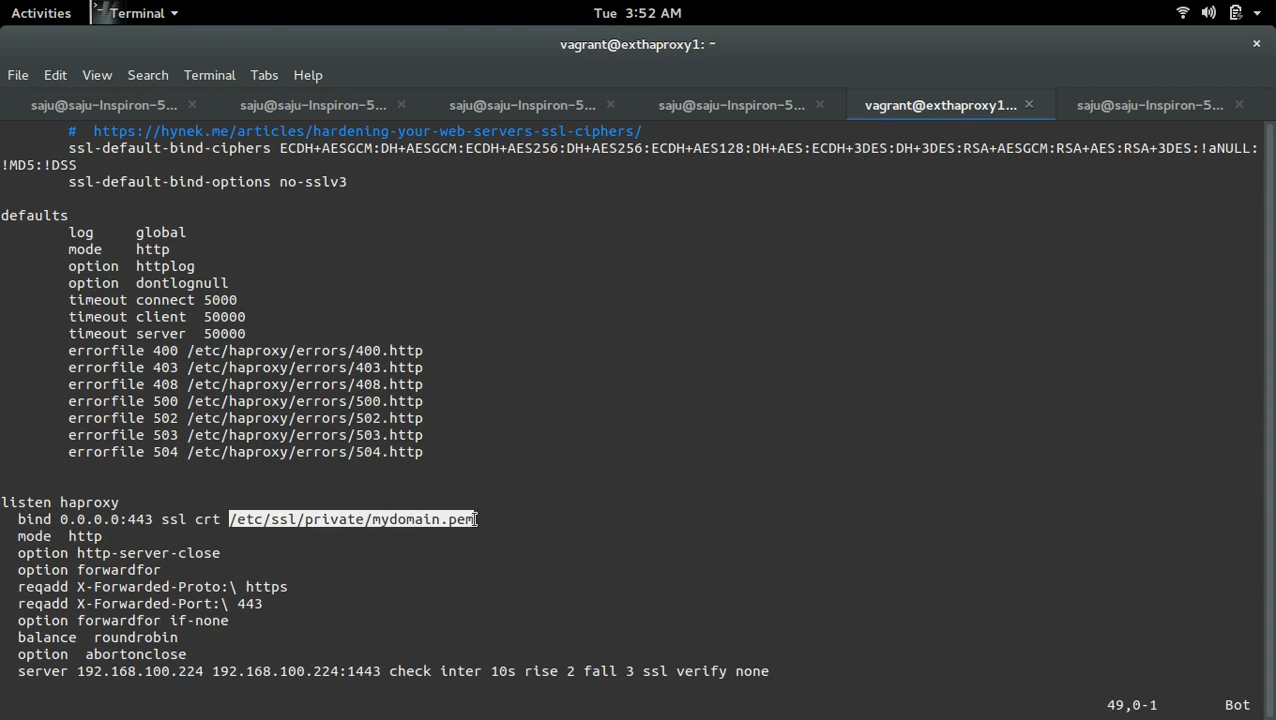 Activities Terminal Tue 3:52 AM
vagrant@exthaproxy1: ~ ×
File Edit View Search Terminal Tabs Help
saju@saju-Inspiron-5... × saju@saju-Inspiron-5... × saju@saju-Inspiron-5... × saju@saju-Inspiron-5... × vagrant@exthaproxy1... × saju@saju-Inspiron-5... ×
# https://hynek.me/articles/hardening-your-web-servers-ssl-ciphers/
ssl-default-bind-ciphers ECDH+AESGCM:DH+AESGCM:ECDH+AES256:DH+AES256:ECDH+AES128:DH+AES:ECDH+3DES:DH+3DES:RSA+AESGCM:RSA+AES:RSA+3DES:!aNULL:
!MD5:!DSS
ssl-default-bind-options no-sslv3
defaults
log global
mode http
option httplog
option dontlognull
timeout connect 5000
timeout client 50000
timeout server 50000
errorfile 400 /etc/haproxy/errors/400.http
errorfile 403 /etc/haproxy/errors/403.http
errorfile 408 /etc/haproxy/errors/408.http
errorfile 500 /etc/haproxy/errors/500.http
errorfile 502 /etc/haproxy/errors/502.http
errorfile 503 /etc/haproxy/errors/503.http
errorfile 504 /etc/haproxy/errors/504.http
listen haproxy
bind 0.0.0.0:443 ssl crt /etc/ssl/private/mydomain.pem
mode http
option http-server-close
option forwardfor
reqadd X-Forwarded-Proto:\ https
reqadd X-Forwarded-Port:\ 443
option forwardfor if-none
balance roundrobin
option abortonclose
server 192.168.100.224 192.168.100.224:1443 check inter 10s rise 2 fall 3 ssl verify none
49,0-1 Bot